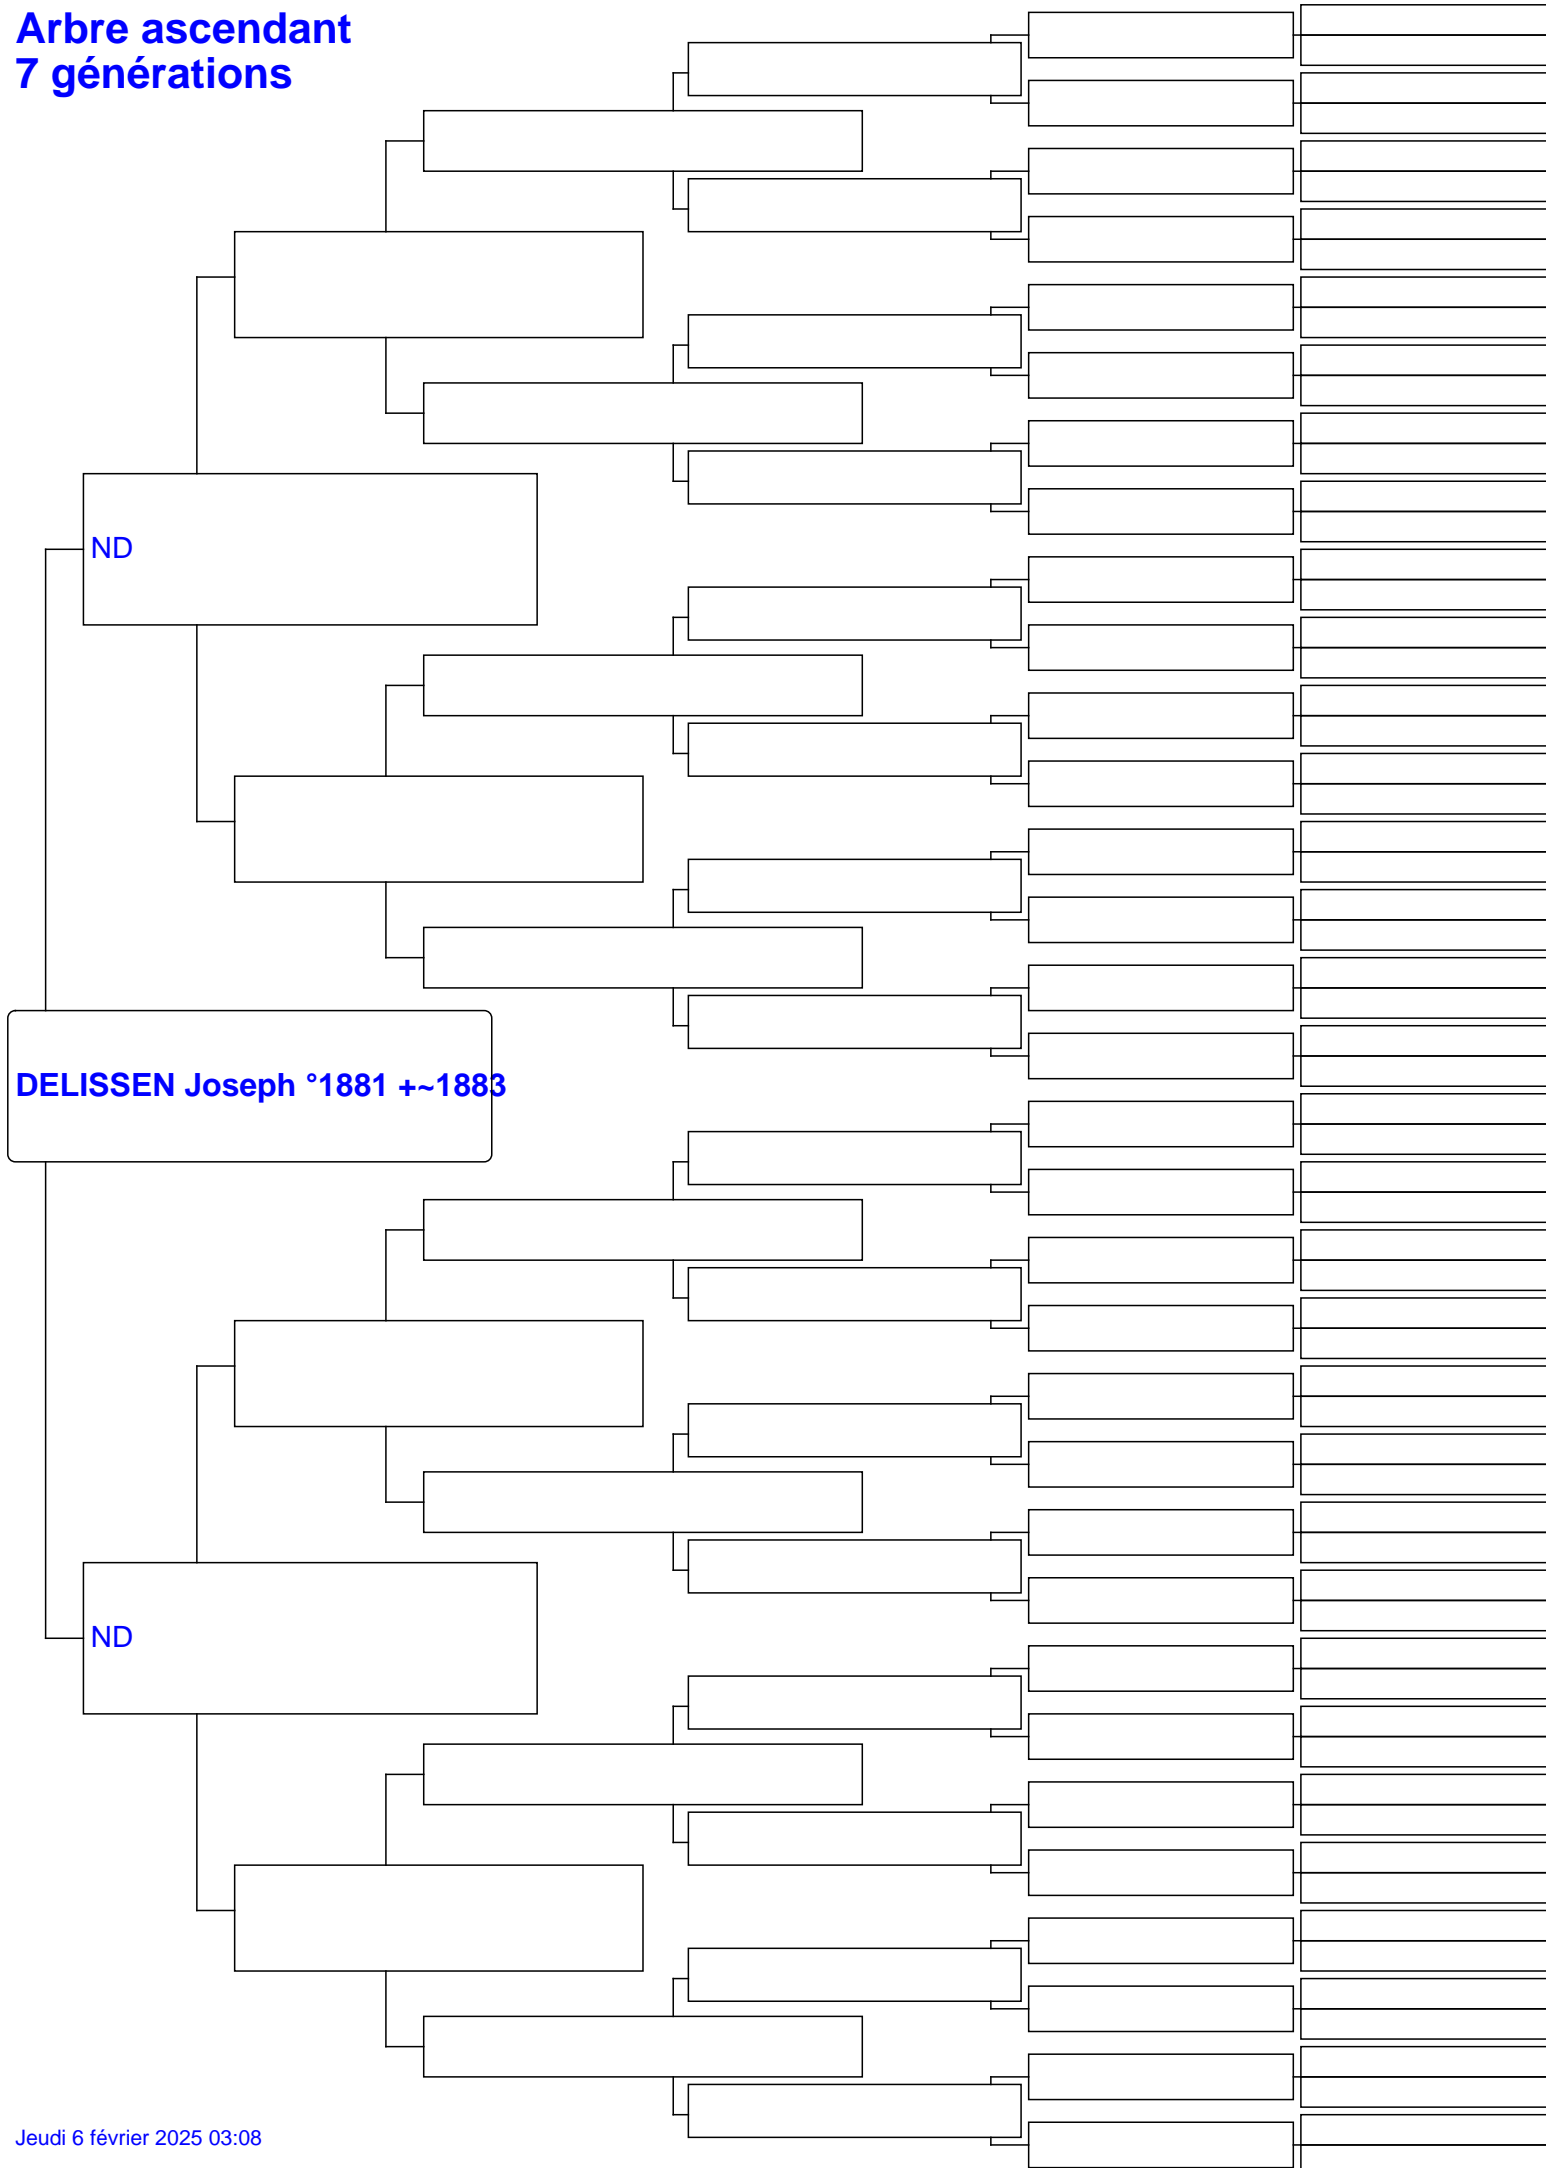 Arbre ascendant
7 générations
ND
DELISSEN Joseph °1881 +~1883
ND
Jeudi 6 février 2025 03:08